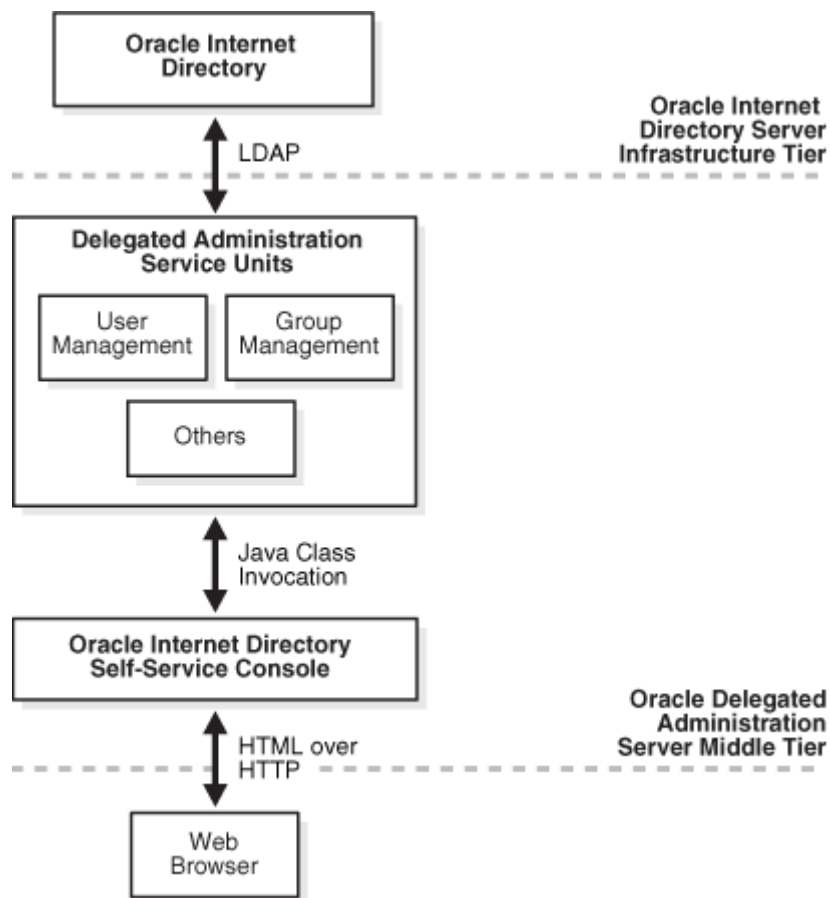 Oracle Internet
Directory
LDAP
Oracle Internet
Directory Server
Infrastructure Tier
Delegated Administration
Service Units
User
Management
Group
Management
Others
Java Class
Invocation
Oracle Internet Directory
Self-Service Console
HTML over
HTTP
Oracle Delegated
Administration
Server Middle Tier
Web
Browser